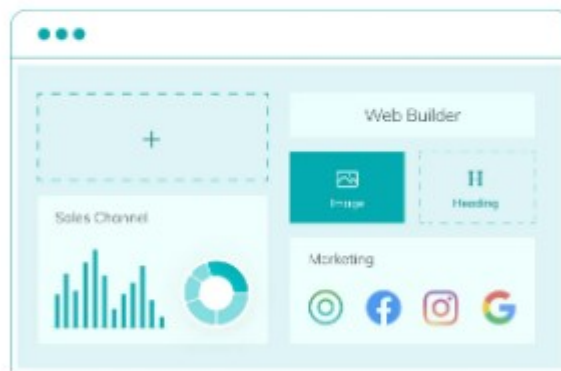 Web Builder
Image
H
Heading
Sales Channel
Marketing